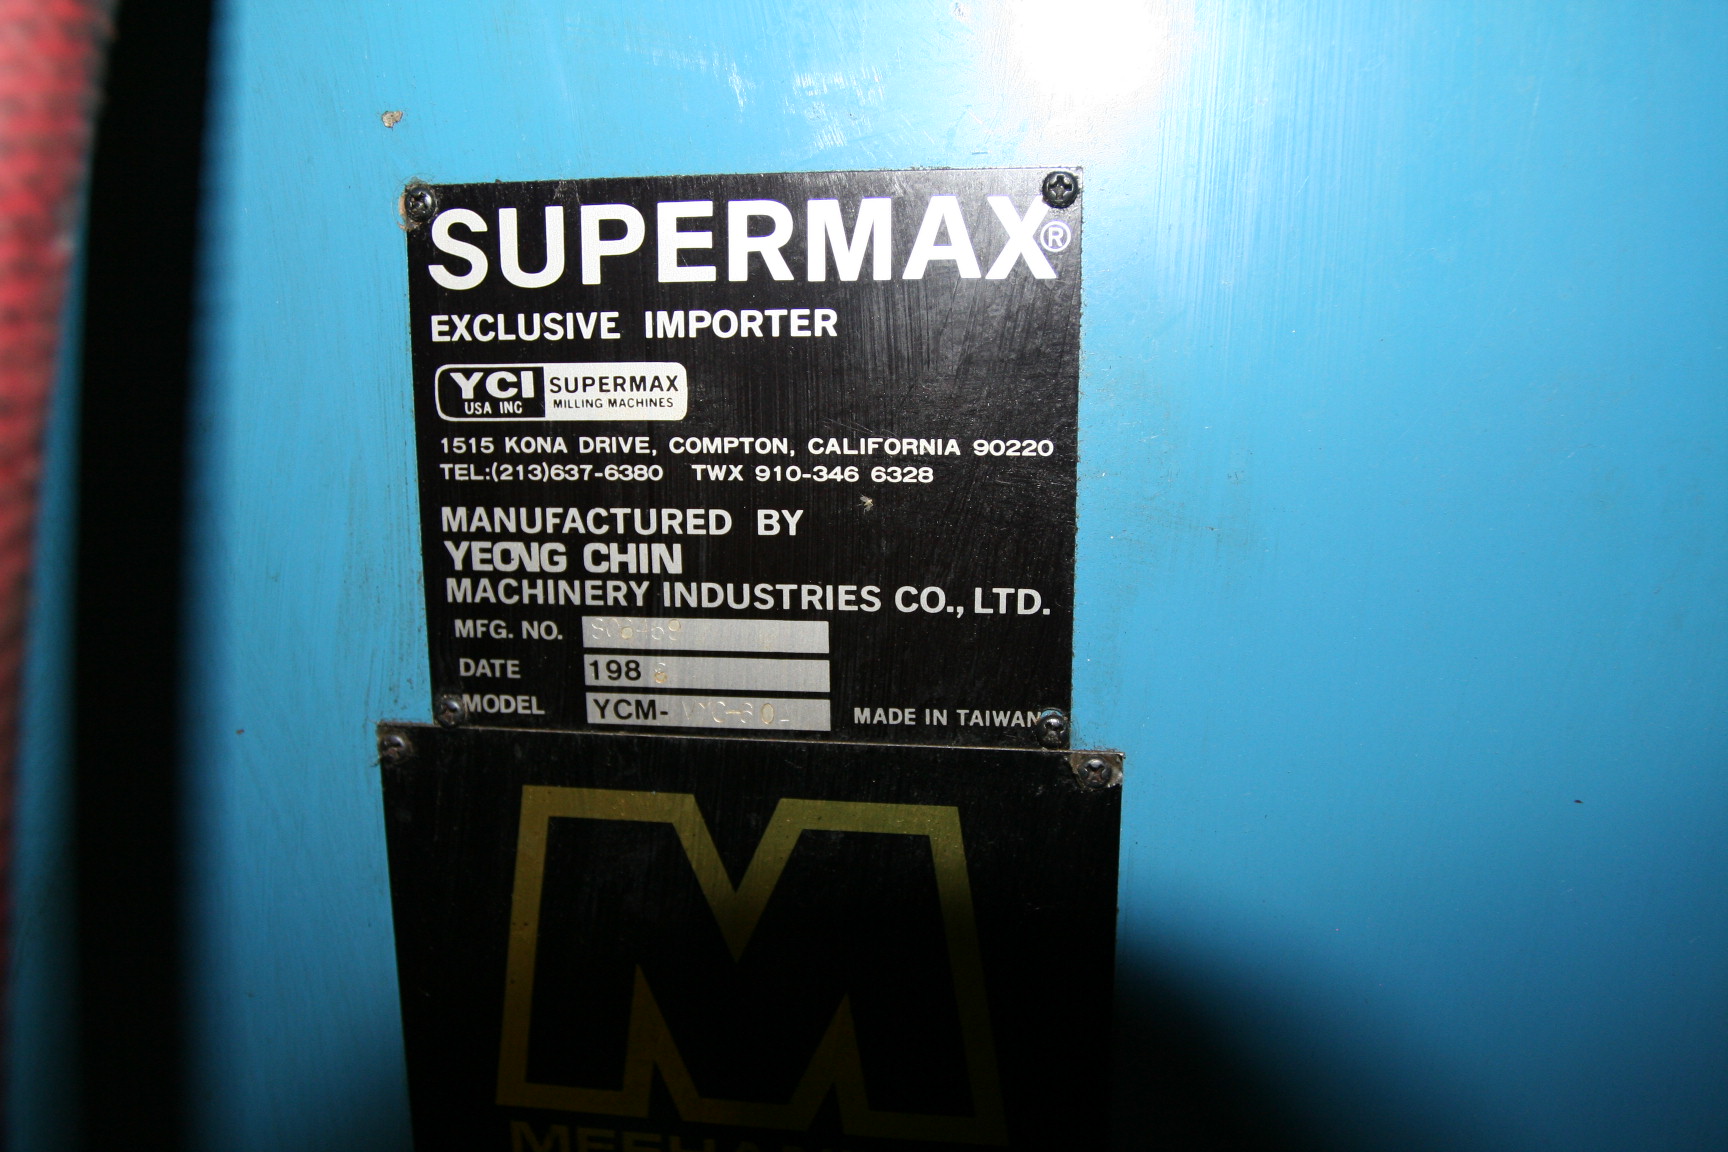 SUPERMAX®
EXCLUSIVE IMPORTER
YCI SUPERMAX
USA INC MILLING MACHINES
1515 KONA DRIVE, COMPTON, CALIFORNIA 90220
TEL:(213)637-6380 TWX 910-346 6328
MANUFACTURED BY
YEONG CHIN
MACHINERY INDUSTRIES CO., LTD.
MFG. NO.
DATE 198
MODEL YCM- MADE IN TAIWAN
M